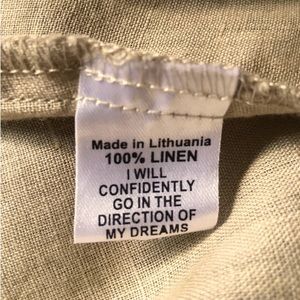 Made in Lithuania
100% LINEN
I WILL
CONFIDENTLY
GO IN THE
DIRECTION OF
MY DREAMS